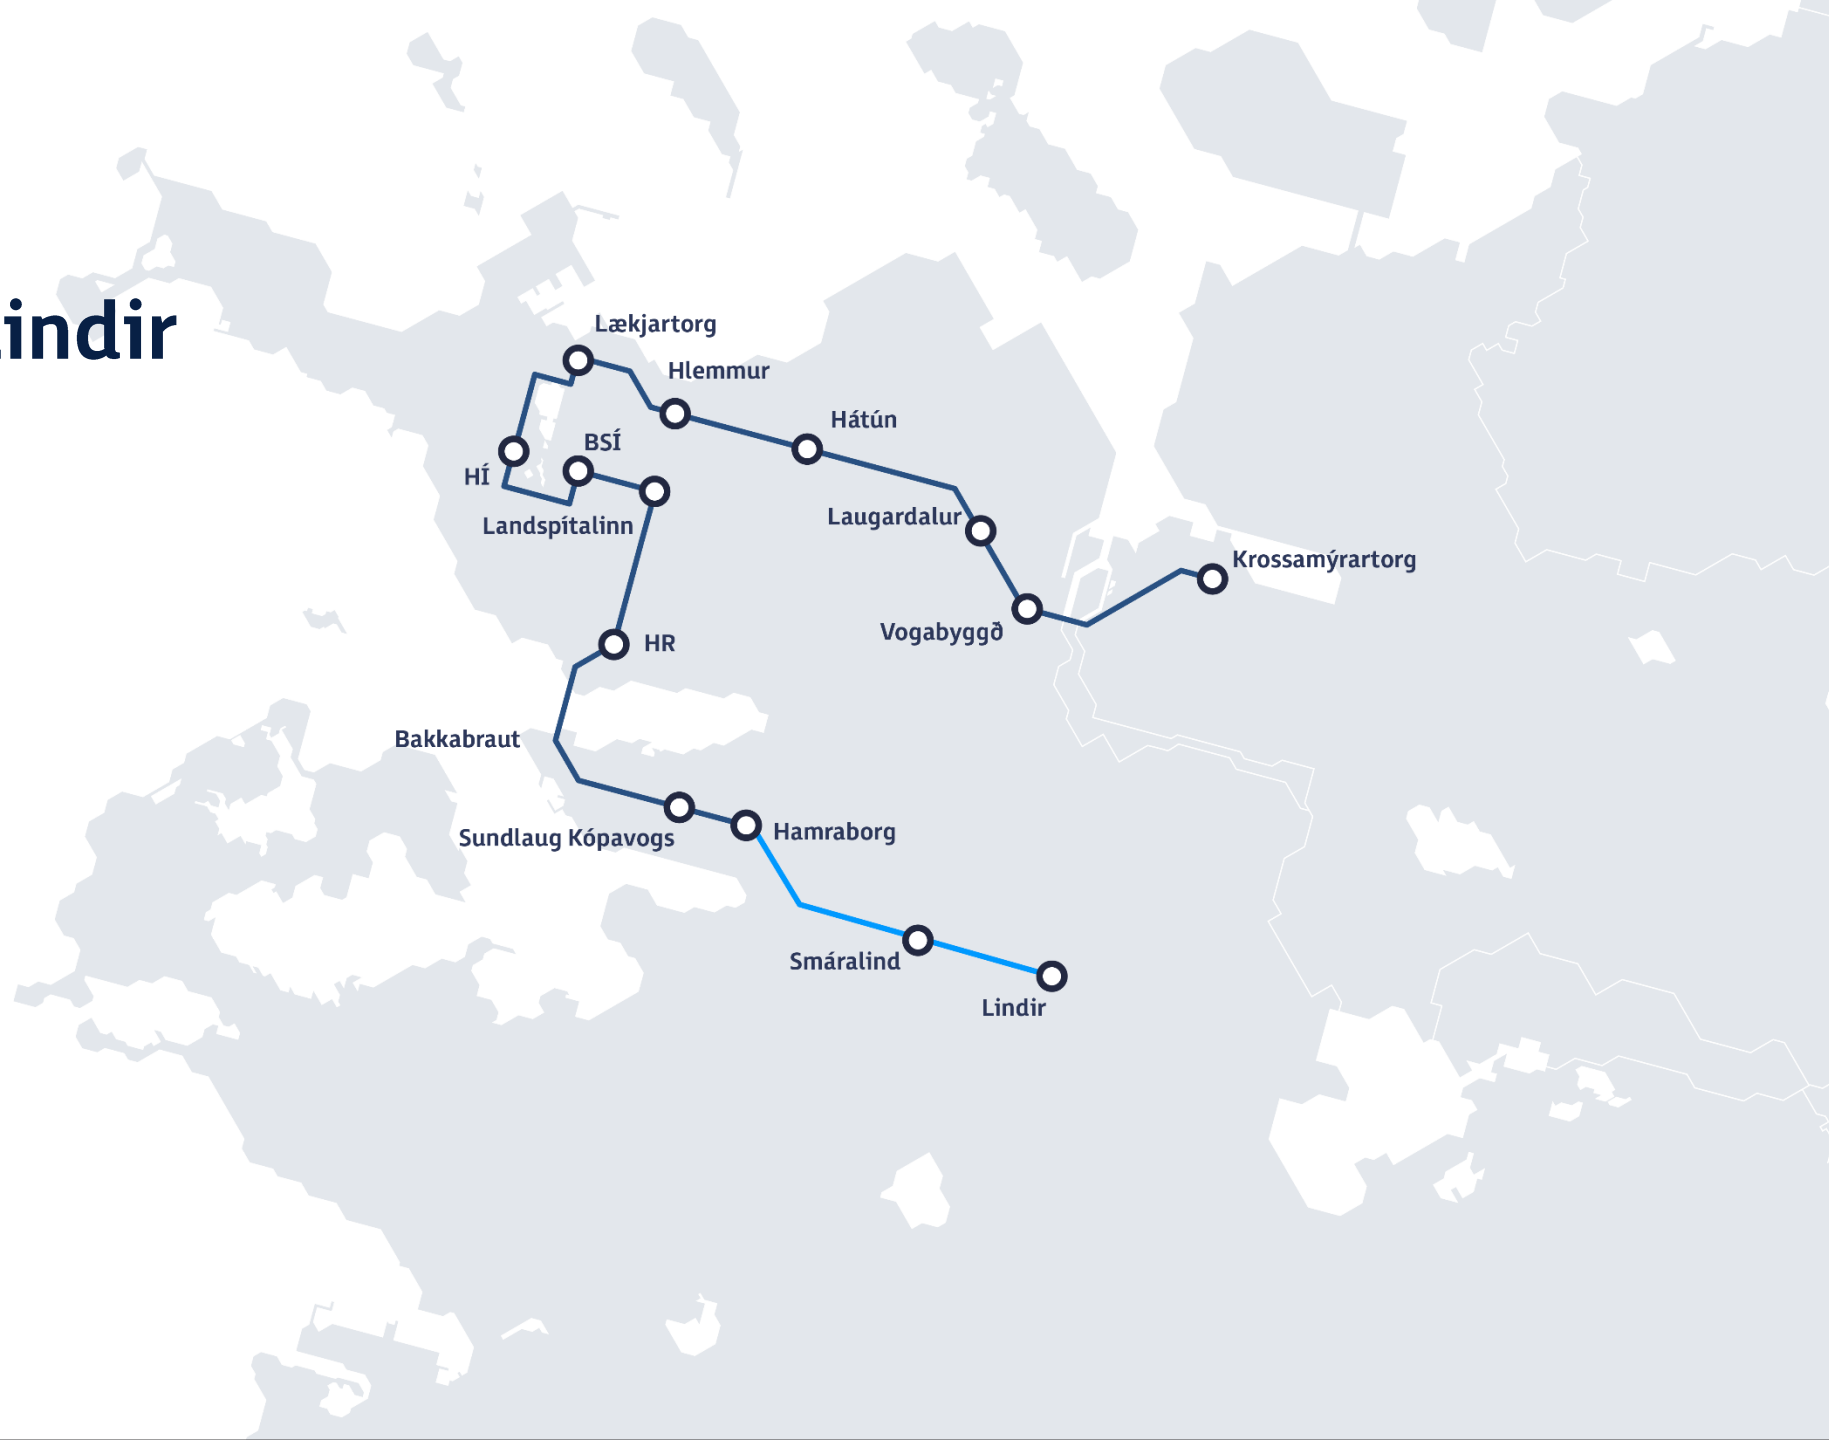 indir
Lækjartorg
Hlemmur
Hátún
BSÍ
HÍ
Laugardalur
Landspítalinn
Krossamýrartorg
Vogabyggð
HR
Bakkabraut
Sundlaug Kópavogs
Hamraborg
Smáralind
Lindir